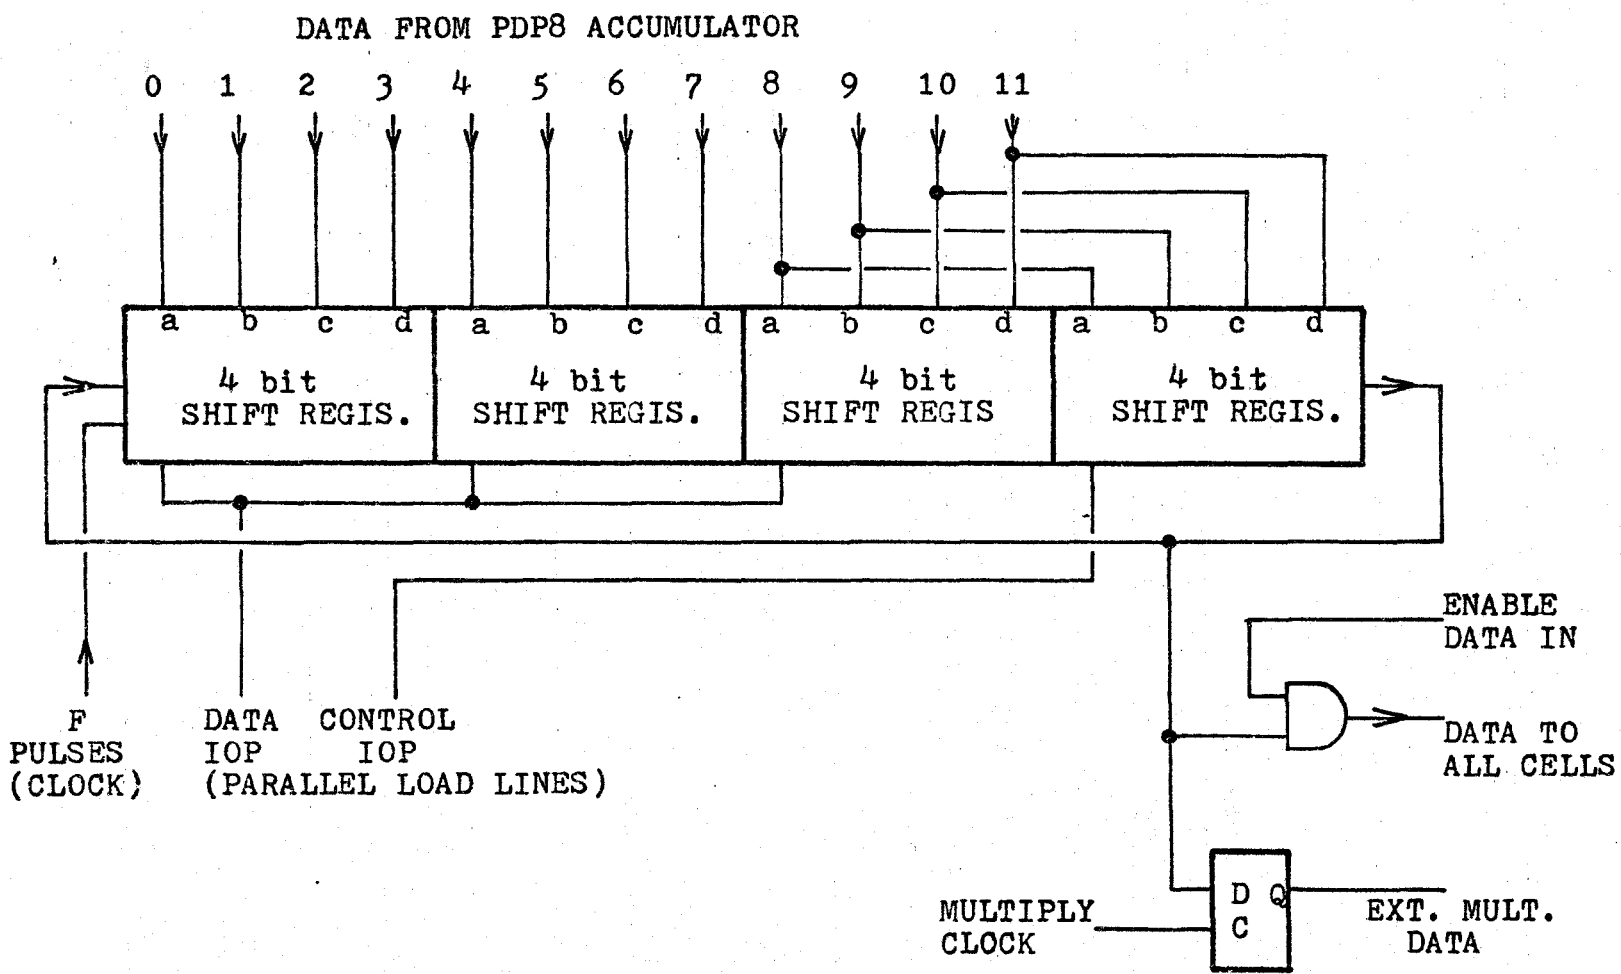 DATA FROM PDP8 ACCUMULATOR
0 1 2 3 4 5 6 7 8 9 10 11
a b c d a b c d a b c d a b c d
4 bit
SHIFT REGIS.
4 bit
SHIFT REGIS.
4 bit
SHIFT REGIS
4 bit
SHIFT REGIS.
F
PULSES
(CLOCK)
DATA
IOP
CONTROL
IOP
(PARALLEL LOAD LINES)
ENABLE
DATA IN
DATA TO
ALL CELLS
MULTIPLY
CLOCK
D Q
C
EXT. MULT.
DATA